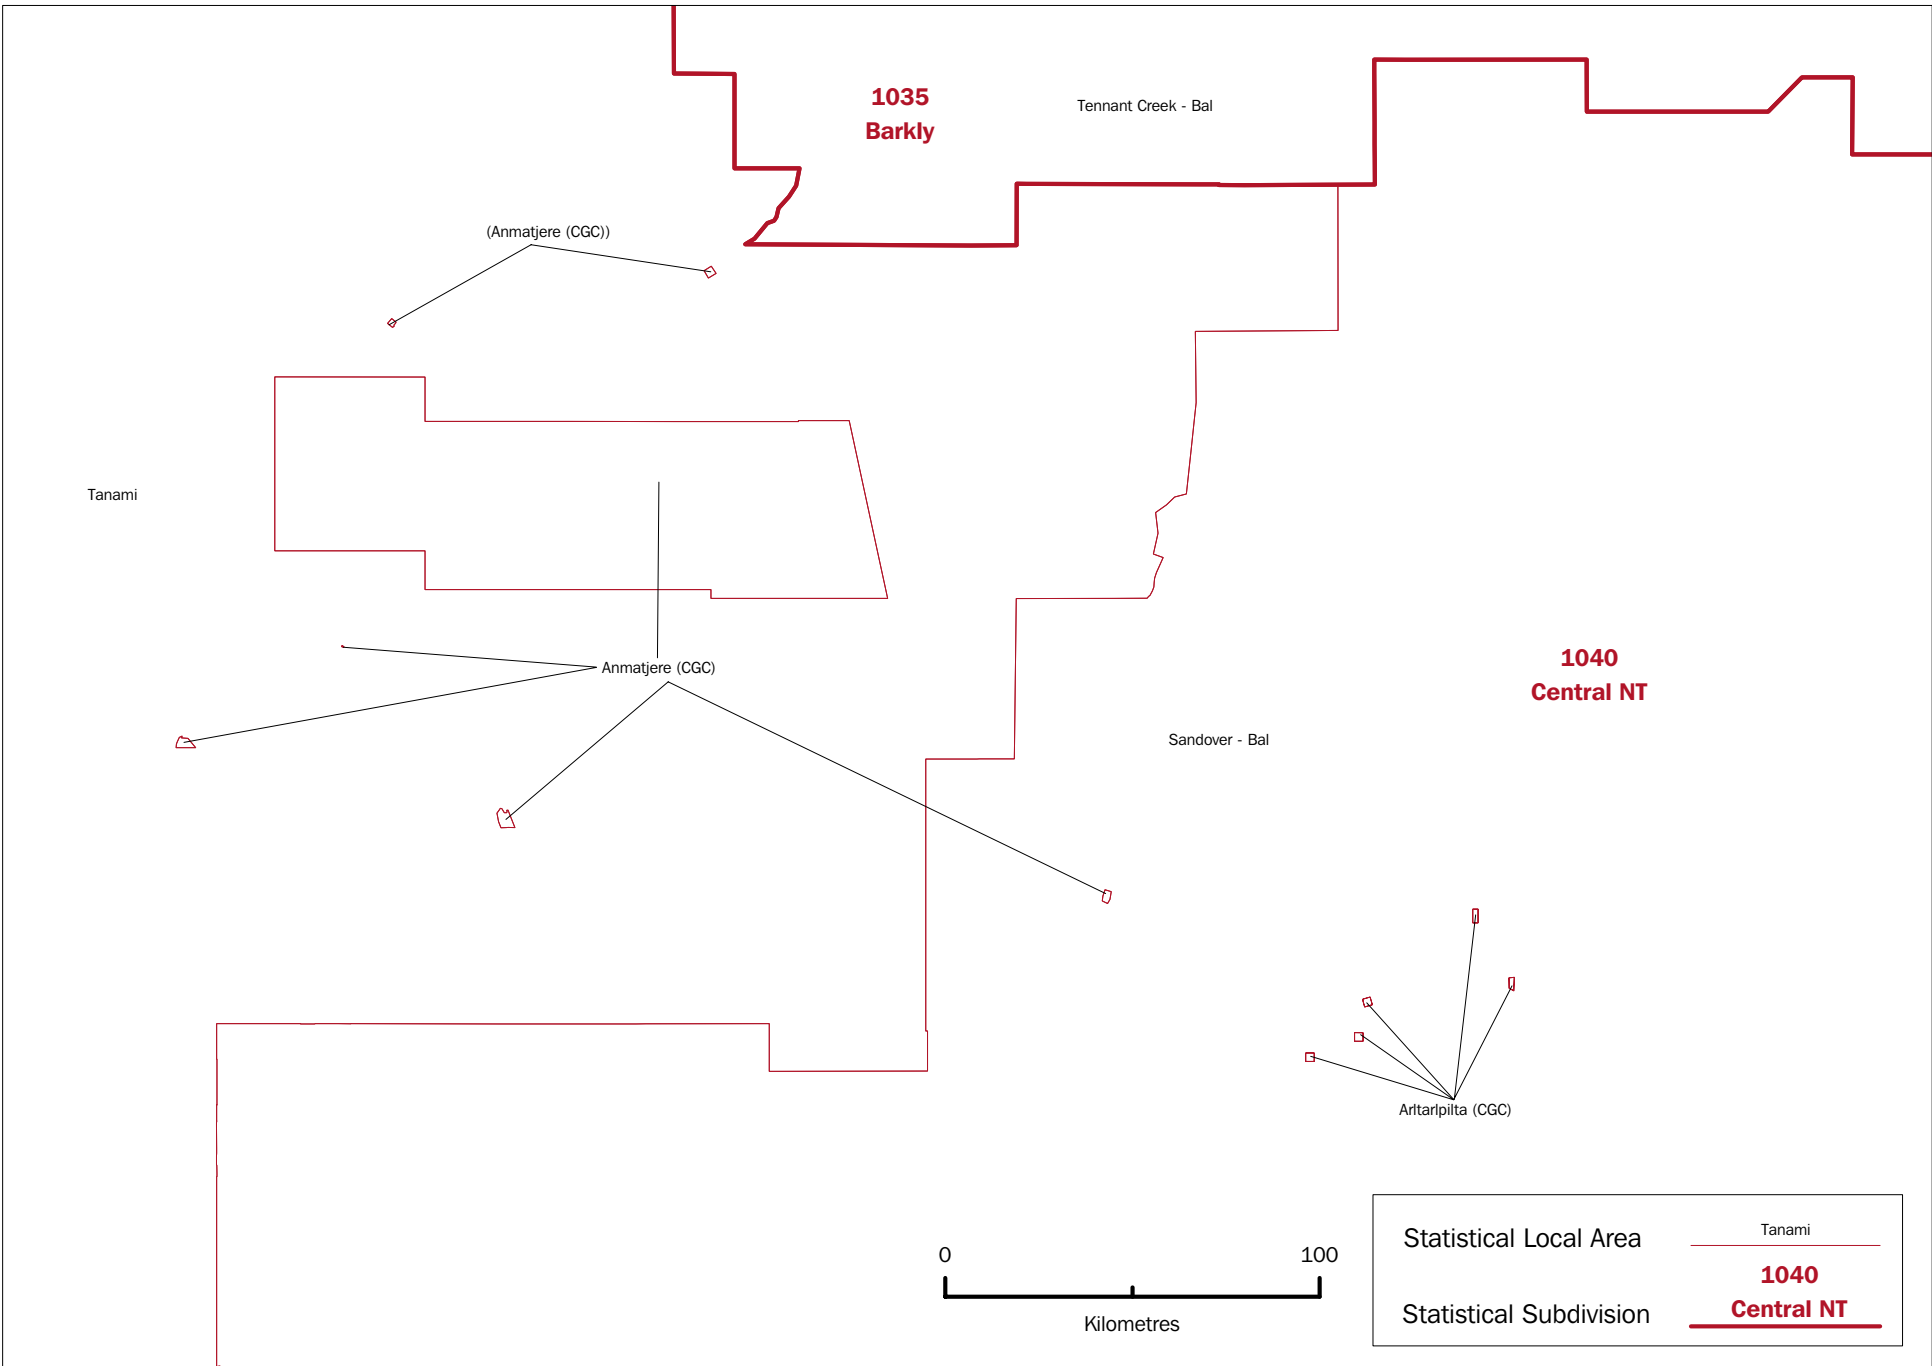 1035
Barkly
Tennant Creek - Bal
(Anmatjere (CGC))
Tanami
Anmatjere (CGC)
1040
Central NT
Sandover - Bal
Arltarlpilta (CGC)
0 100
Kilometres
Statistical Local Area Tanami
1040
Statistical Subdivision Central NT